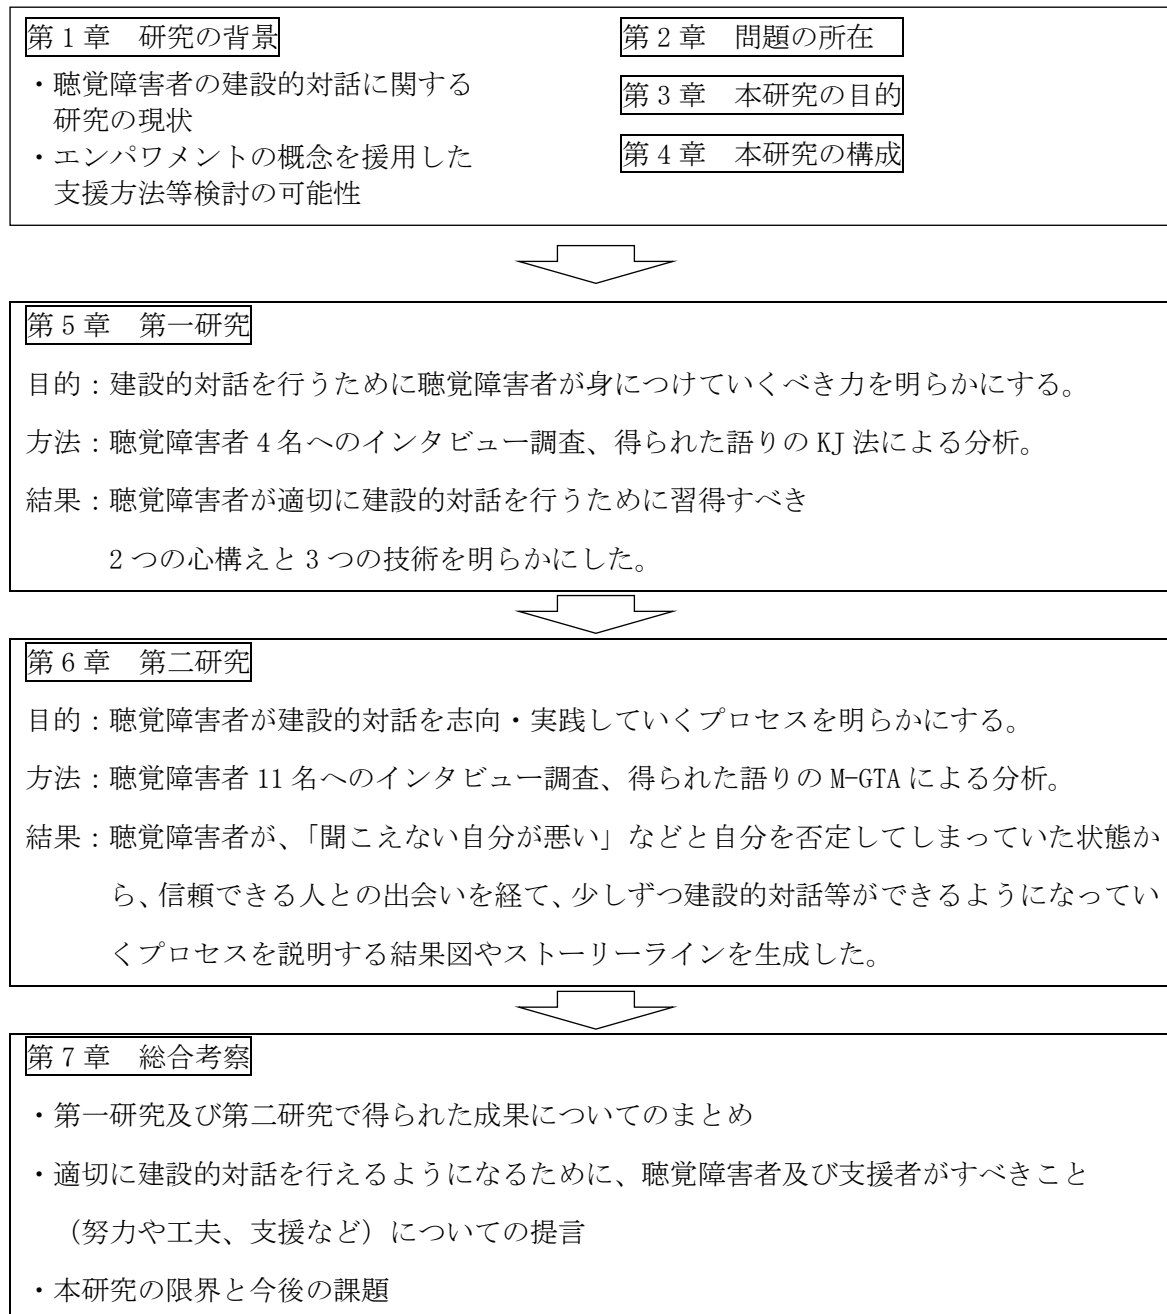 第1章　研究の背景
・聴覚障害者の建設的対話に関する
研究の現状
・エンパワメントの概念を援用した
支援方法等検討の可能性
第2章　問題の所在
第3章　本研究の目的
第4章　本研究の構成
第5章　第一研究
目的：建設的対話を行うために聴覚障害者が身につけていくべき力を明らかにする。
方法：聴覚障害者4名へのインタビュー調査、得られた語りのKJ法による分析。
結果：聴覚障害者が適切に建設的対話を行うために習得すべき
2つの心構えと3つの技術を明らかにした。
第6章　第二研究
目的：聴覚障害者が建設的対話を志向・実践していくプロセスを明らかにする。
方法：聴覚障害者11名へのインタビュー調査、得られた語りのM-GTAによる分析。
結果：聴覚障害者が、「聞こえない自分が悪い」などと自分を否定してしまっていた状態か
ら、信頼できる人との出会いを経て、少しずつ建設的対話等ができるようになってい
くプロセスを説明する結果図やストーリーラインを生成した。
第7章　総合考察
・第一研究及び第二研究で得られた成果についてのまとめ
・適切に建設的対話を行えるようになるために、聴覚障害者及び支援者がすべきこと
（努力や工夫、支援など）についての提言
・本研究の限界と今後の課題